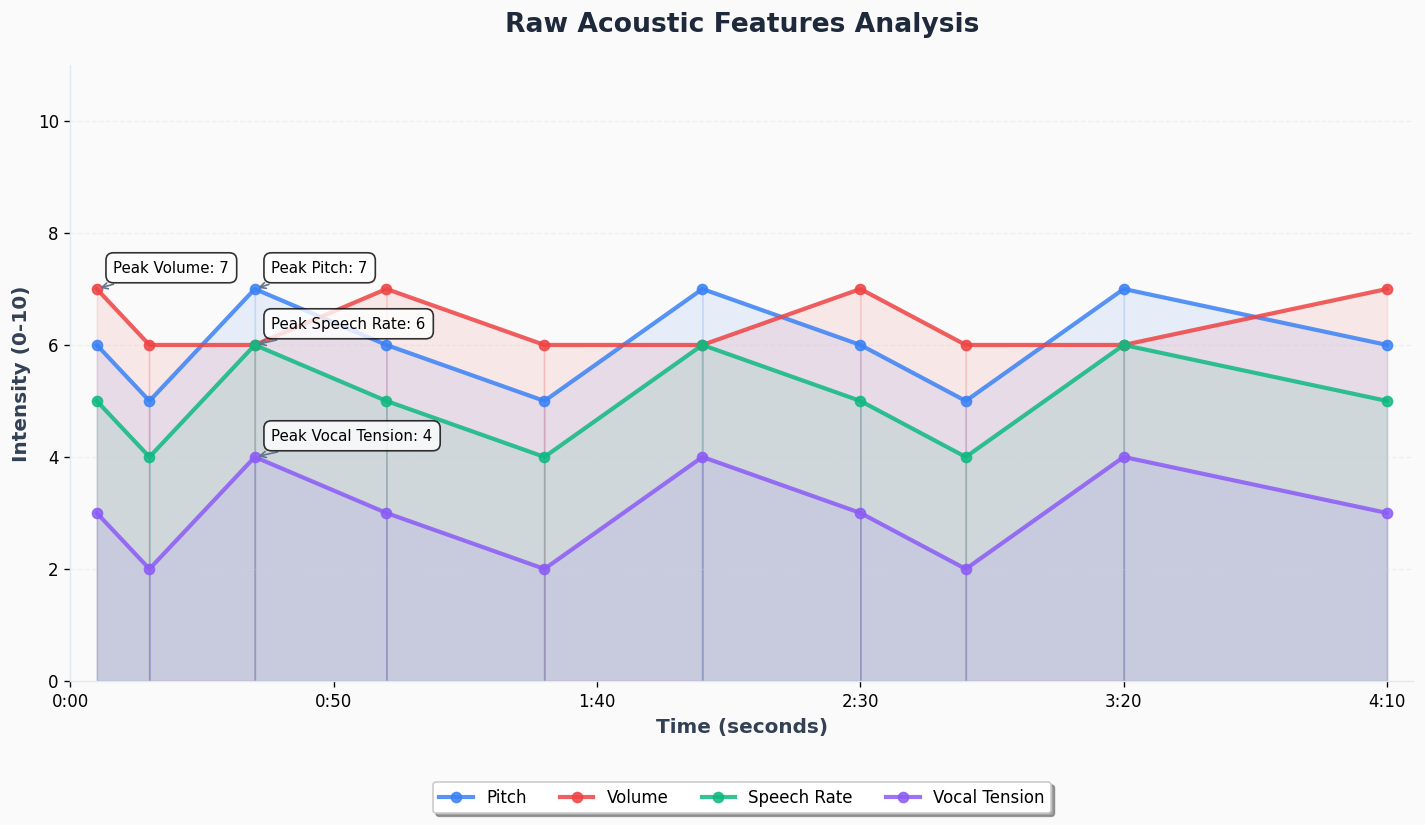 Raw Acoustic Features Analysis
Intensity (0-10)
10
8
6
4
2
0
Peak Volume: 7
Peak Pitch: 7
Peak Speech Rate: 6
Peak Vocal Tension: 4
0:00 0:50 1:40 2:30 3:20 4:10
Time (seconds)
Pitch Volume Speech Rate Vocal Tension